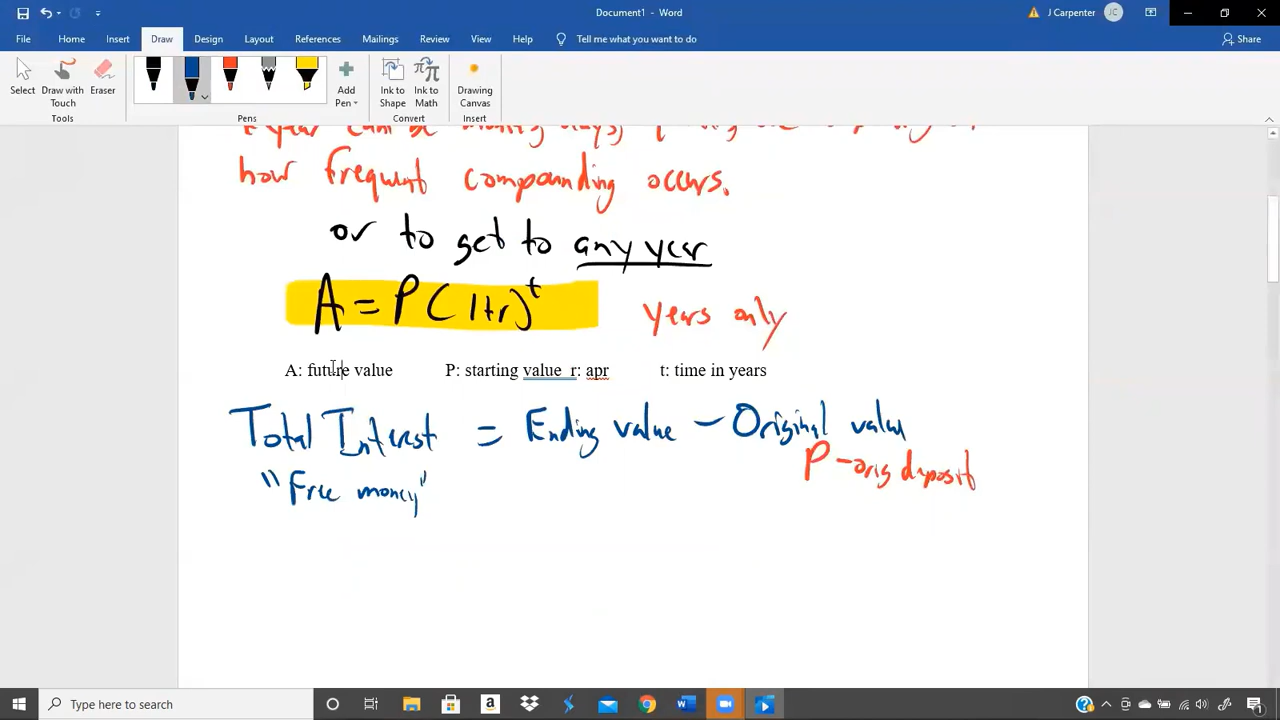 Document1 - Word
J Carpenter JC
File Home Insert Draw Design Layout References Mailings Review View Help Tell me what you want to do Share
Select Draw with Touch Eraser Add Pen Ink to Shape Ink to Math Drawing Canvas
Tools Pens Convert Insert
can be days,
how frequent compounding occurs.
or to get to any year
A = P(1+r)^t years only
A: future value P: starting value r: apr t: time in years
Total Interest = Ending value - Original value
P - orig deposit
"Free money"
Type here to search